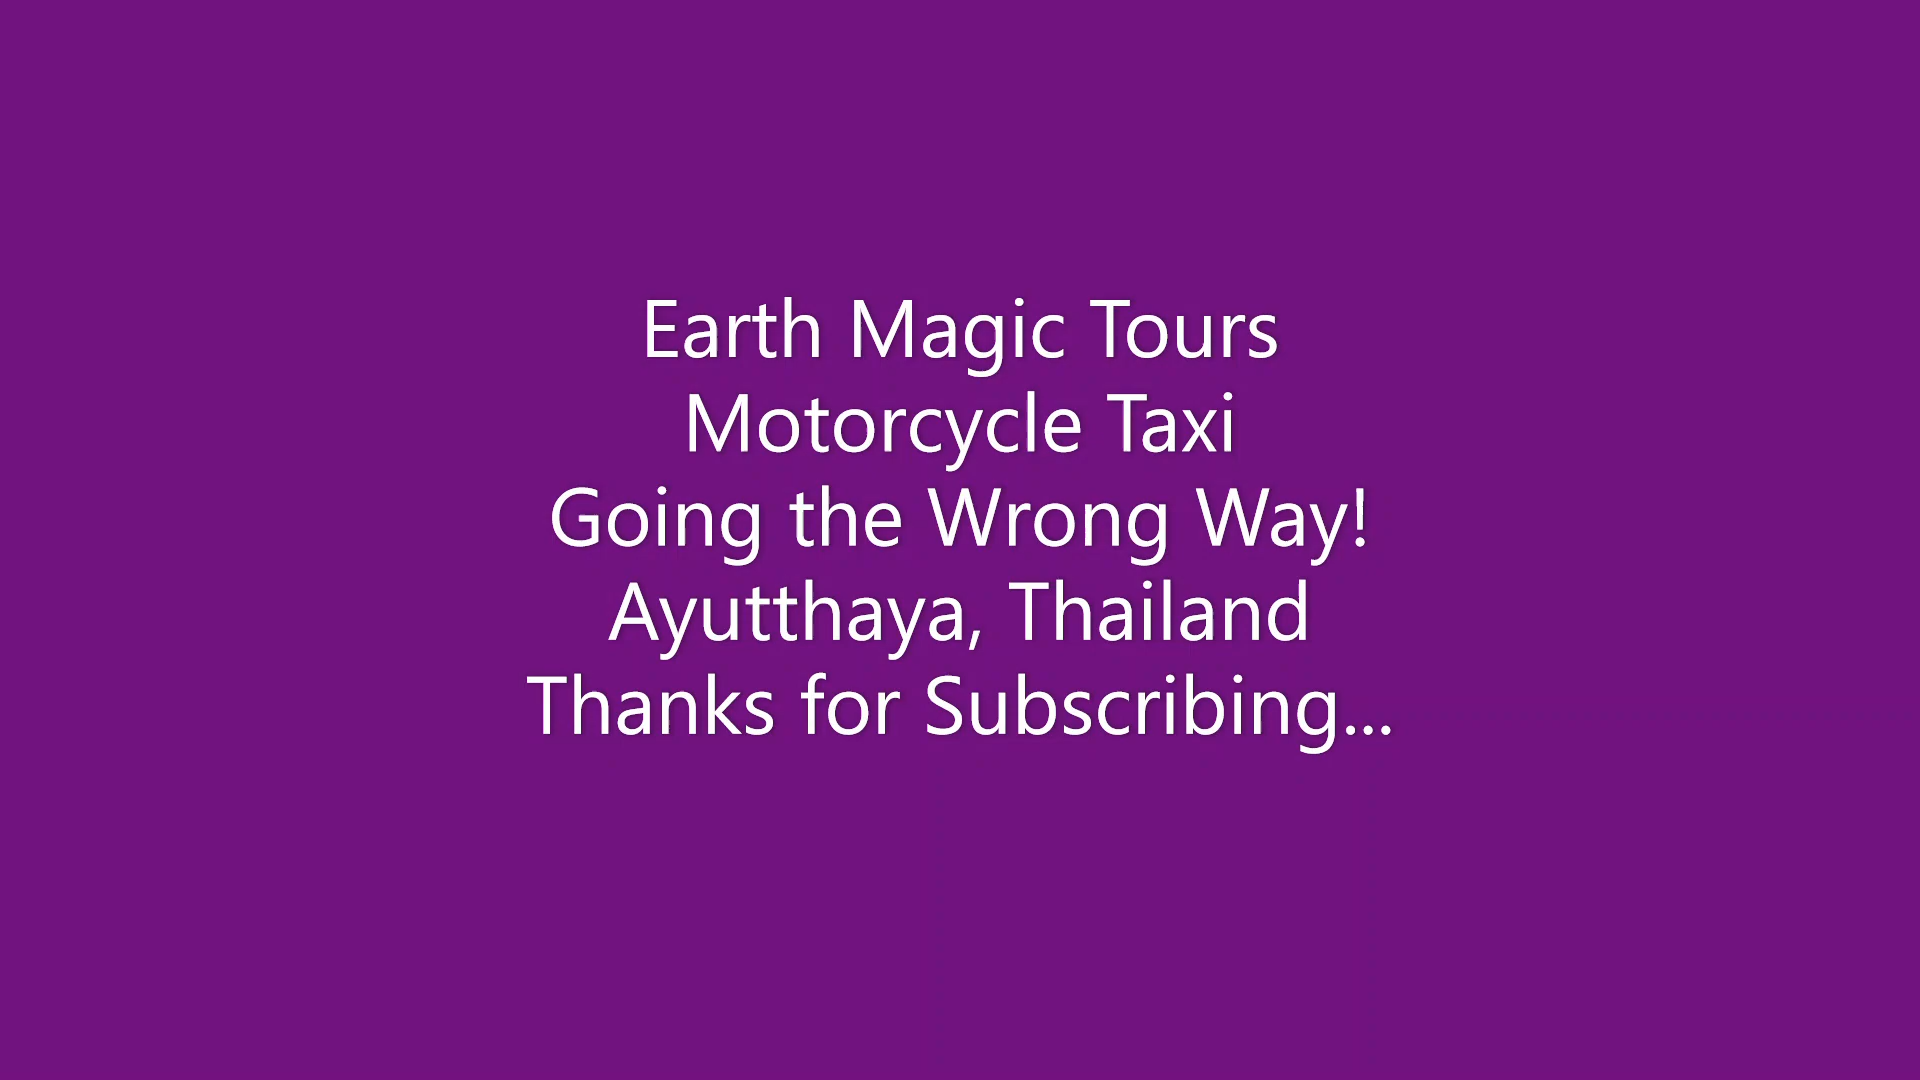 Earth Magic Tours
Motorcycle Taxi
Going the Wrong Way!
Ayutthaya, Thailand
Thanks for Subscribing...